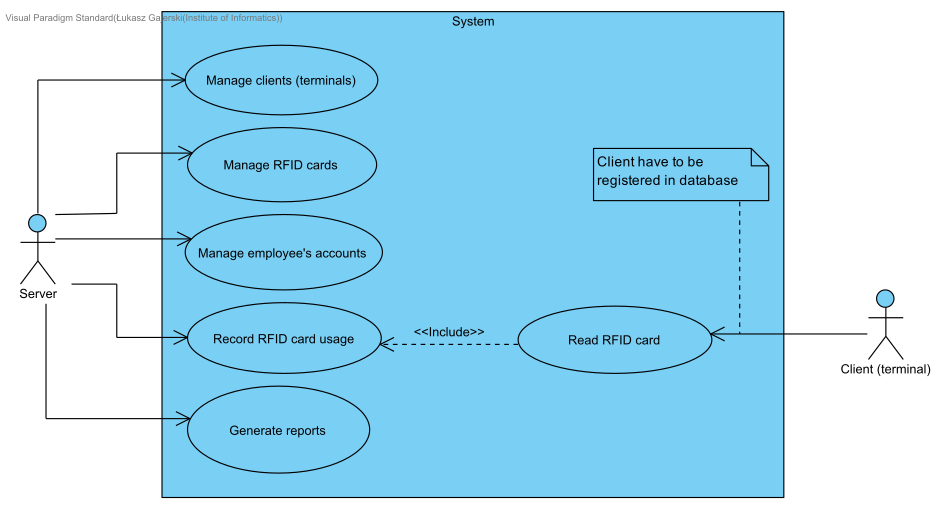 Visual Paradigm Standard(Łukasz Gajerski(Institute of Informatics))
System
Manage clients (terminals)
Manage RFID cards
Client have to be
registered in database
Manage employee's accounts
Server
Record RFID card usage
<<Include>>
Read RFID card
Client (terminal)
Generate reports